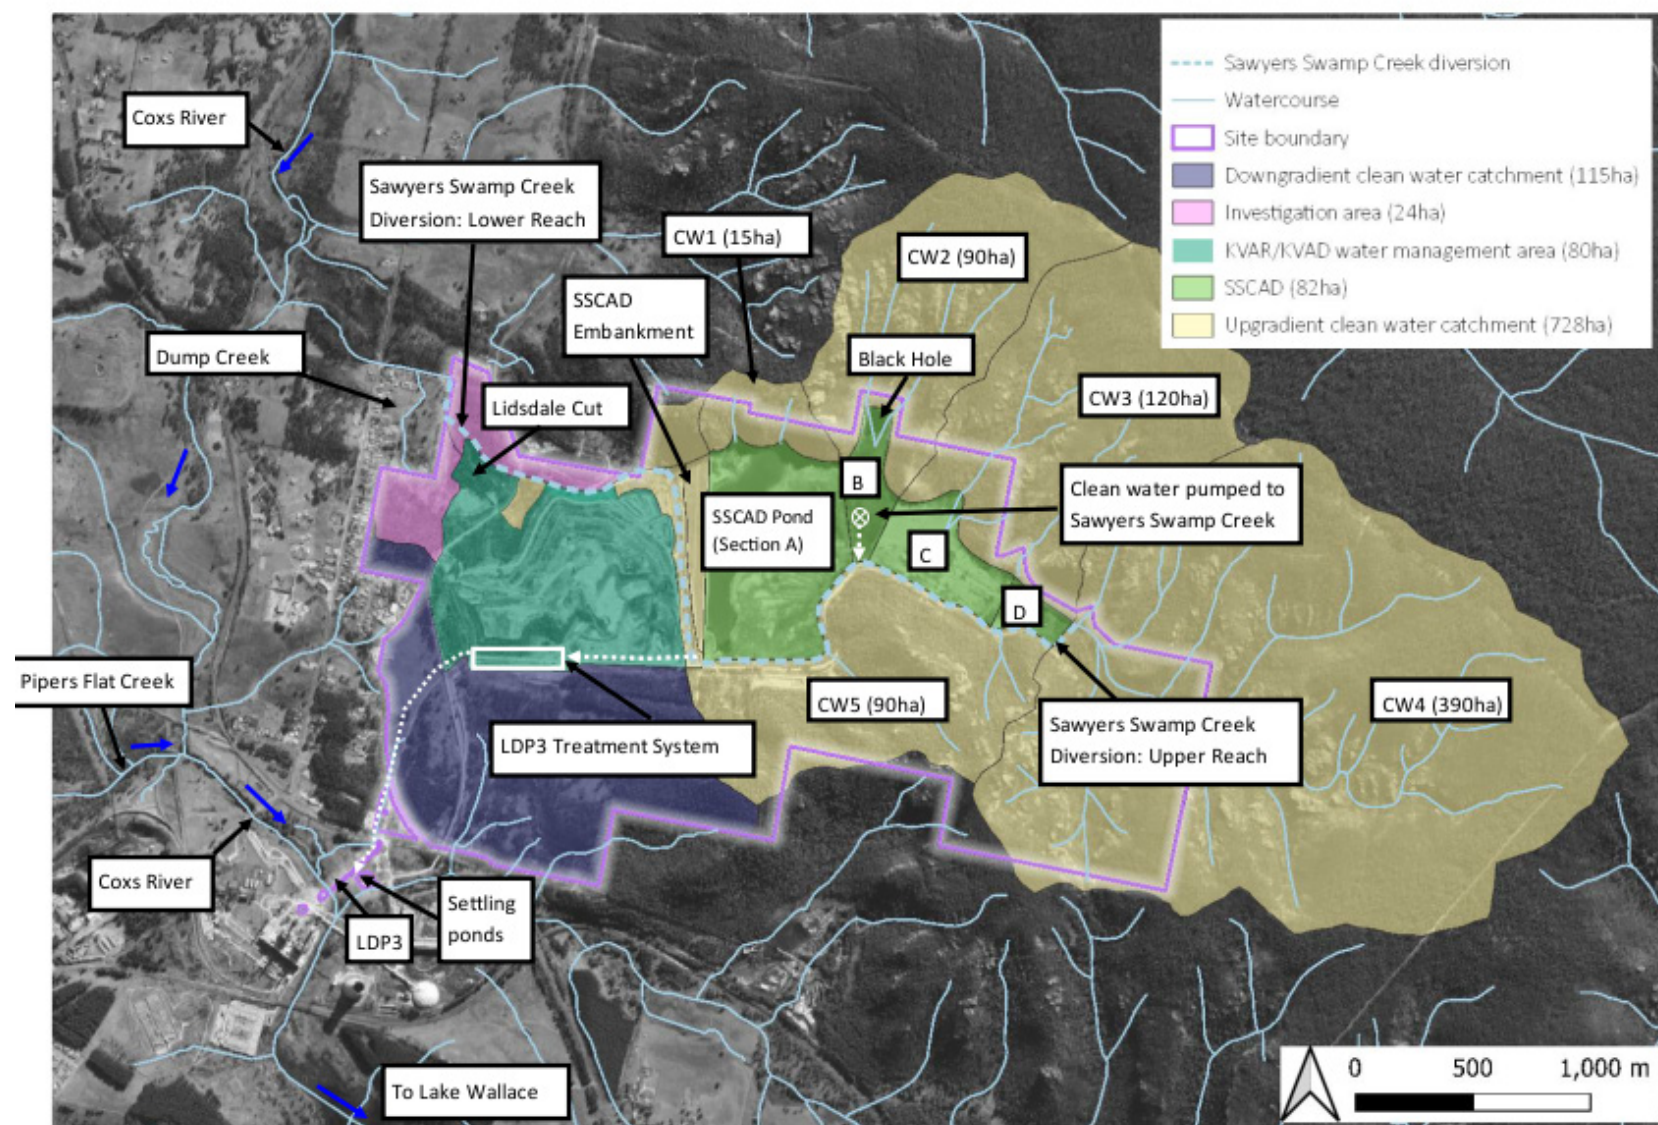 Sawyers Swamp Creek diversion
Watercourse
Site boundary
Downgradient clean water catchment (115ha)
Investigation area (24ha)
KVAR/KVAD water management area (80ha)
SSCAD (82ha)
Upgradient clean water catchment (728ha)
Coxs River
Sawyers Swamp Creek
Diversion: Lower Reach
CW1 (15ha)
CW2 (90ha)
SSCAD
Embankment
Dump Creek
Black Hole
Lidsdale Cut
CW3 (120ha)
B
Clean water pumped to
Sawyers Swamp Creek
SSCAD Pond
(Section A)
C
D
Pipers Flat Creek
CW5 (90ha)
CW4 (390ha)
LDP3 Treatment System
Sawyers Swamp Creek
Diversion: Upper Reach
Coxs River
Settling
ponds
LDP3
To Lake Wallace
0 500 1,000 m